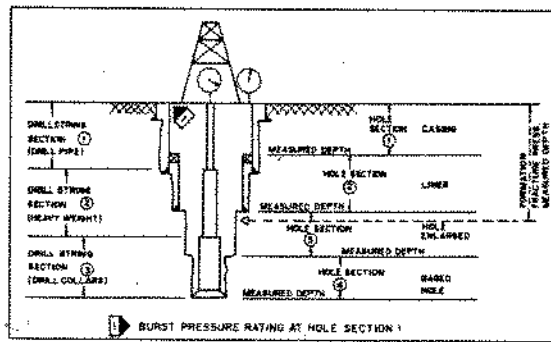 DRILLSTRING
SECTION 1
(DRILL PIPE)
DRILL STRING
SECTION 2
(HEAVY WEIGHT)
DRILL STRING
SECTION 3
(DRILL COLLARS)
HOLE
SECTION
1
CASING
MEASURED DEPTH
HOLE SECTION
2
LINER
MEASURED DEPTH
HOLE SECTION
3
HOLE
ENLARGED
MEASURED DEPTH
HOLE SECTION
4
HOLE
MEASURED DEPTH
FORMATION
FRACTURE PRESS
MEASURED DEPTH
1 BURST PRESSURE RATING AT HOLE SECTION 1